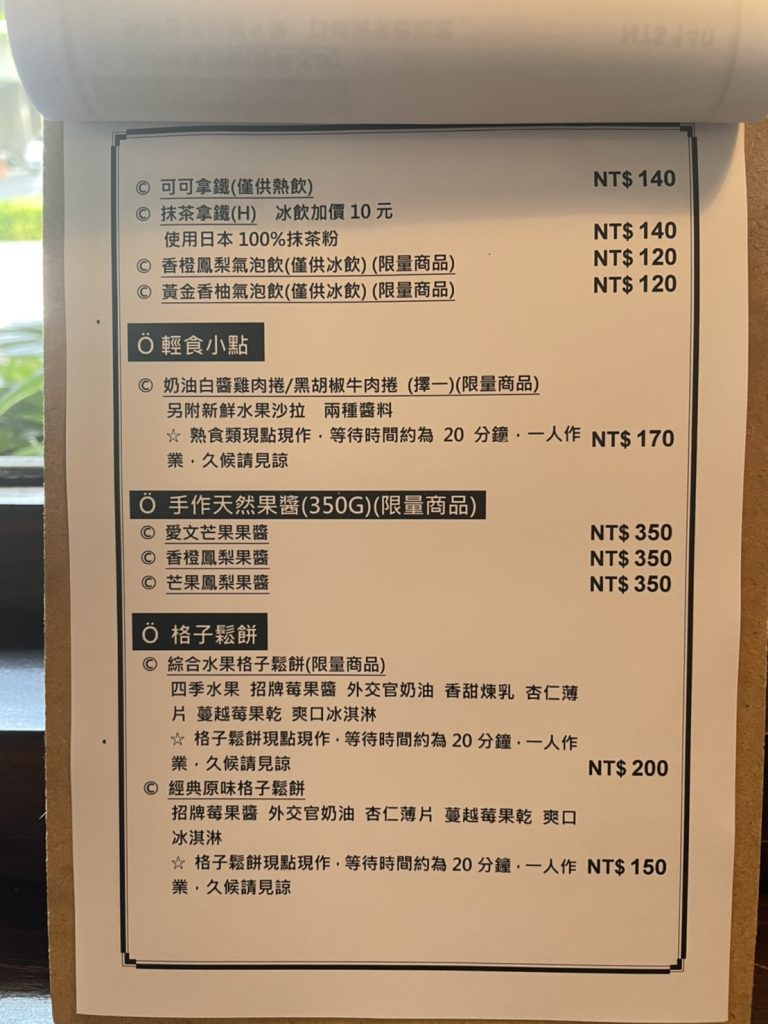 © 可可拿鐵(僅供熱飲) NT$ 140
© 抹茶拿鐵(H) 冰飲加價 10 元
使用日本 100%抹茶粉 NT$ 140
© 香橙鳳梨氣泡飲(僅供冰飲) (限量商品) NT$ 120
© 黃金香柚氣泡飲(僅供冰飲) (限量商品) NT$ 120
Ö 輕食小點
© 奶油白醬雞肉捲/黑胡椒牛肉捲 (擇一)(限量商品)
另附新鮮水果沙拉 兩種醬料
☆ 熟食類現點現作，等待時間約為 20 分鐘，一人作 NT$ 170
業，久候請見諒
Ö 手作天然果醬(350G)(限量商品)
© 愛文芒果果醬 NT$ 350
© 香橙鳳梨果醬 NT$ 350
© 芒果鳳梨果醬 NT$ 350
Ö 格子鬆餅
© 綜合水果格子鬆餅(限量商品)
四季水果 招牌莓果醬 外交官奶油 香甜煉乳 杏仁薄
片 蔓越莓果乾 爽口冰淇淋
☆ 格子鬆餅現點現作，等待時間約為 20 分鐘，一人作
業，久候請見諒 NT$ 200
© 經典原味格子鬆餅
招牌莓果醬 外交官奶油 杏仁薄片 蔓越莓果乾 爽口
冰淇淋
☆ 格子鬆餅現點現作，等待時間約為 20 分鐘，一人作 NT$ 150
業，久候請見諒